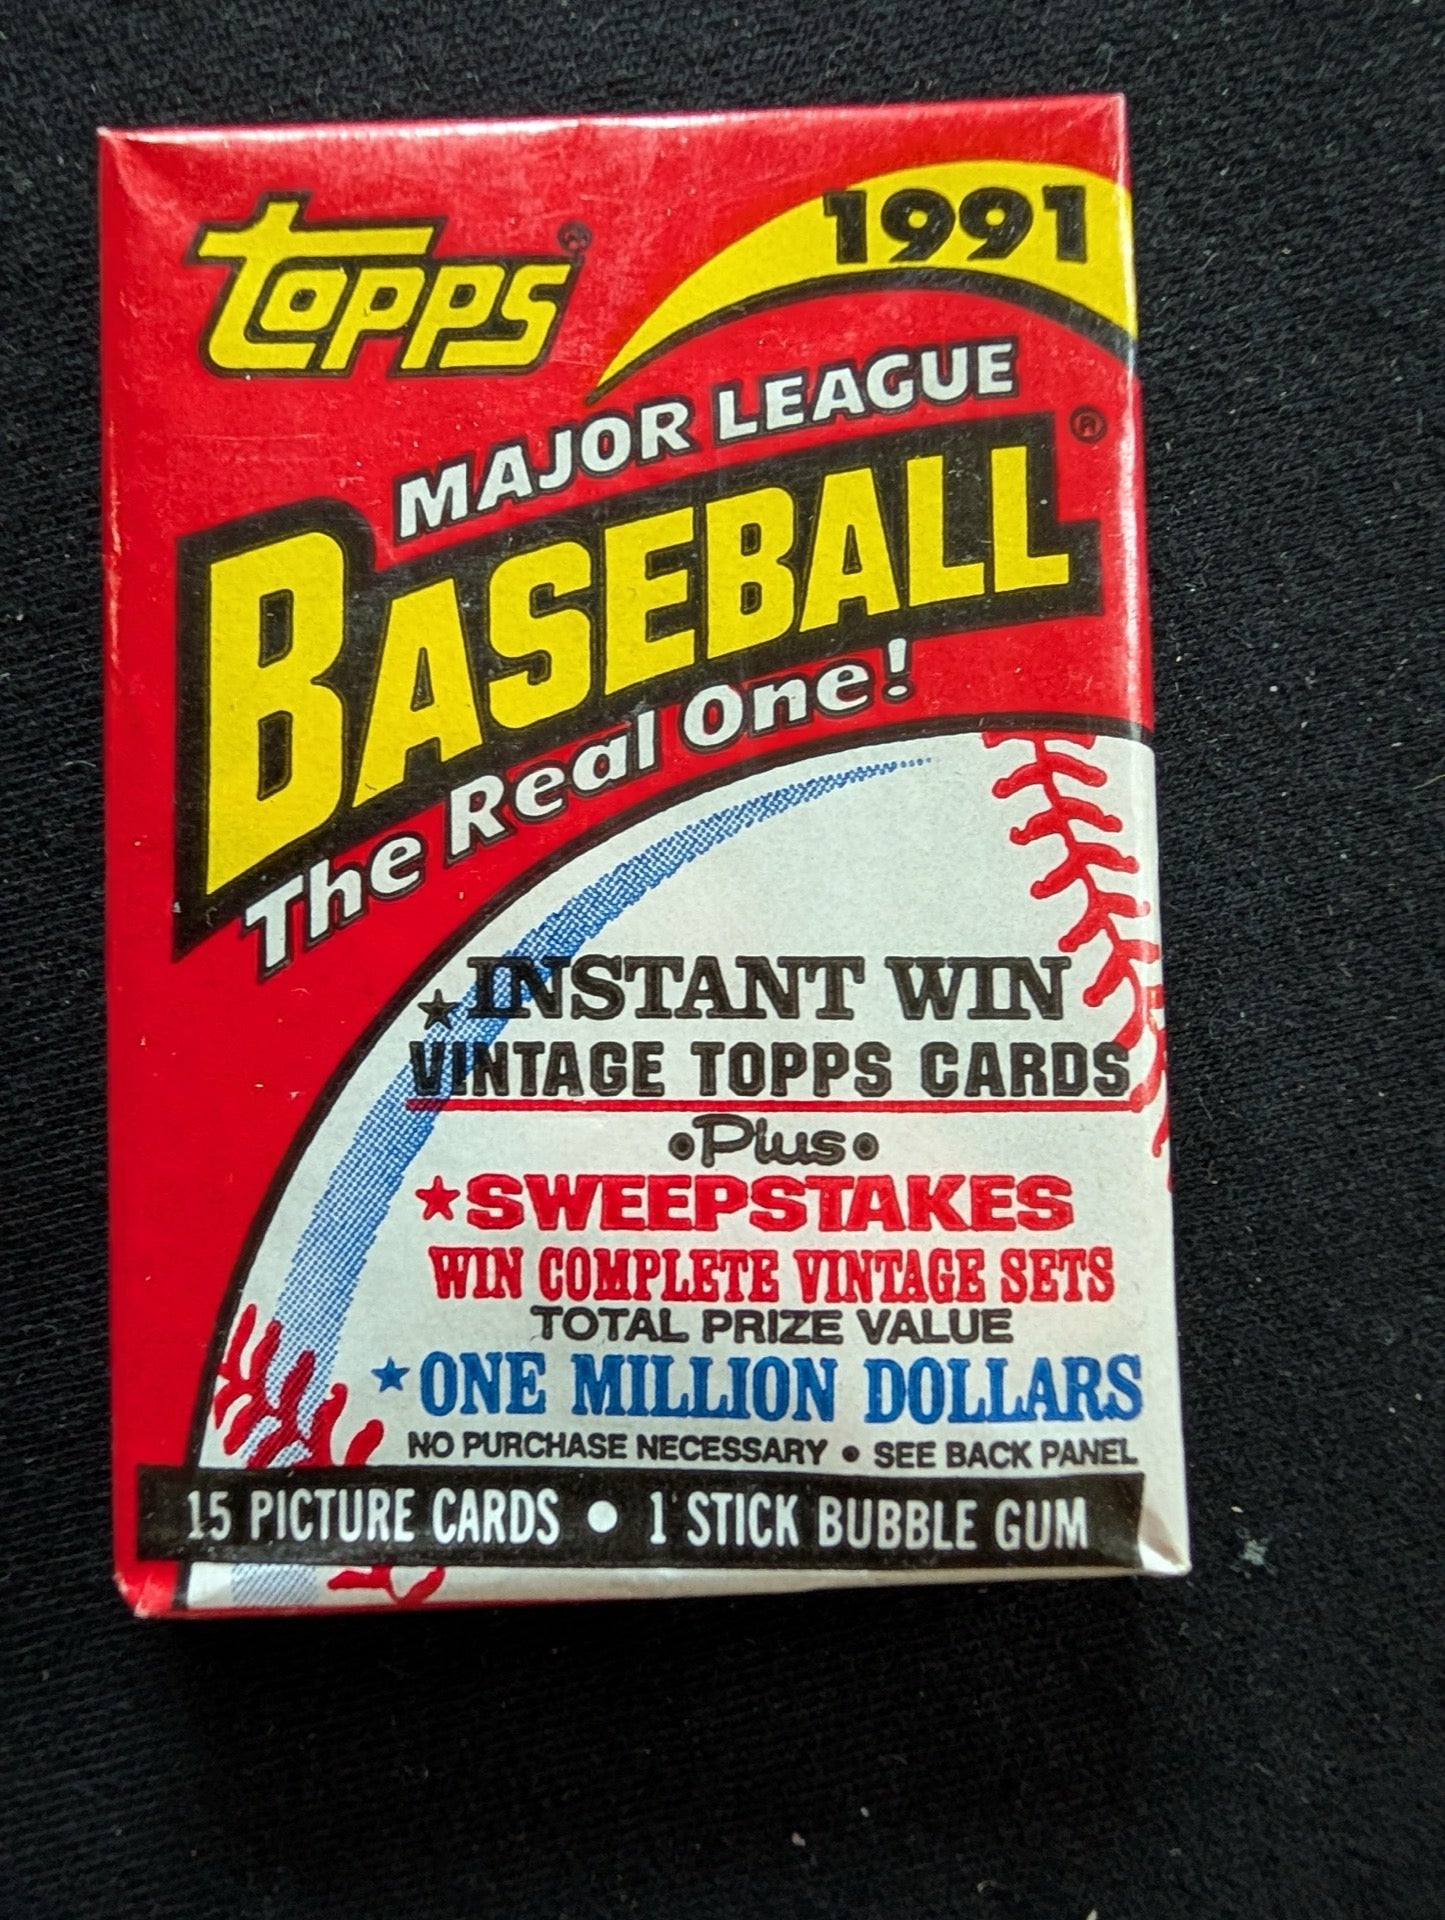 topps
1991
MAJOR LEAGUE
BASEBALL ®
The Real One!
★INSTANT WIN
VINTAGE TOPPS CARDS
•Plus•
★SWEEPSTAKES
WIN COMPLETE VINTAGE SETS
TOTAL PRIZE VALUE
★ONE MILLION DOLLARS
NO PURCHASE NECESSARY • SEE BACK PANEL
15 PICTURE CARDS • 1 STICK BUBBLE GUM